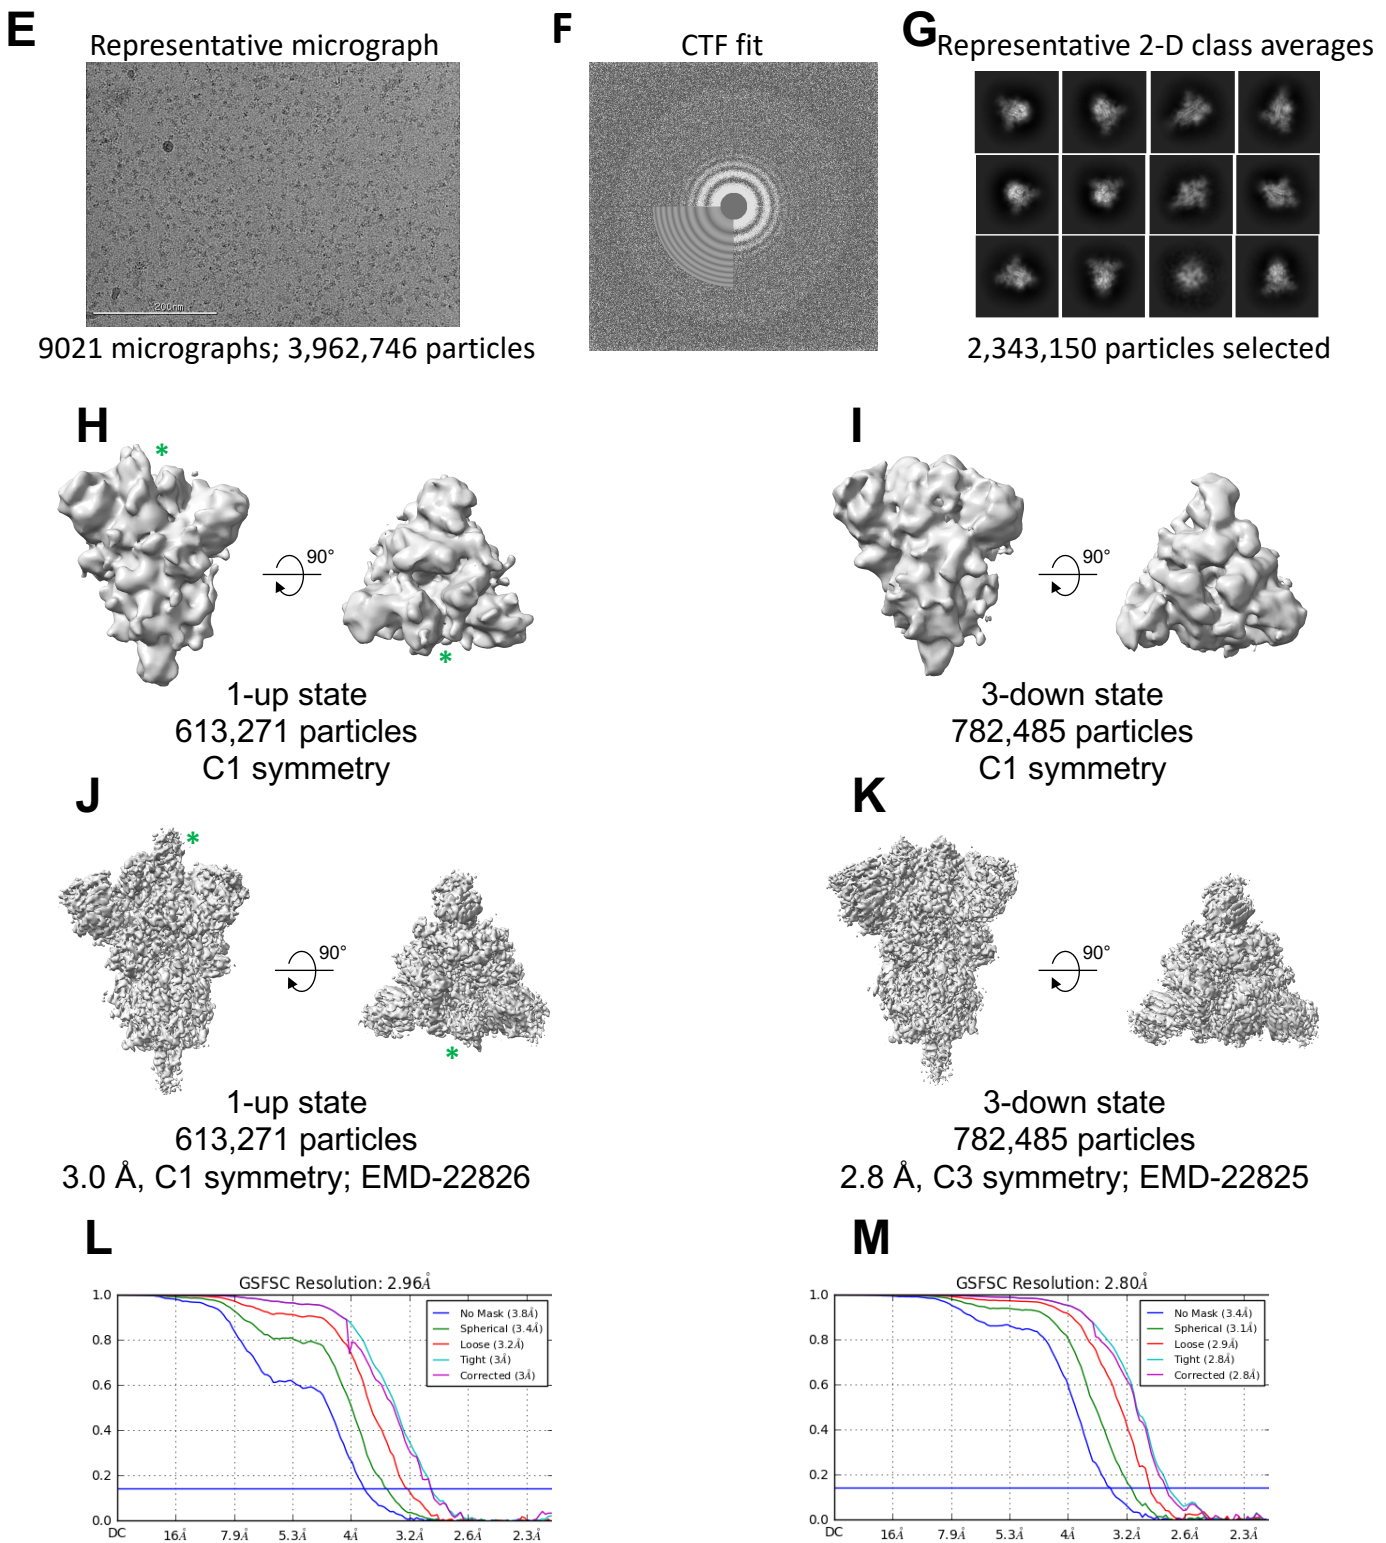 E
Representative micrograph
200nm
9021 micrographs; 3,962,746 particles
F
CTF fit
G
Representative 2-D class averages
2,343,150 particles selected
H
*
90°
*
1-up state
613,271 particles
C1 symmetry
I
90°
3-down state
782,485 particles
C1 symmetry
J
*
90°
*
1-up state
613,271 particles
3.0 Å, C1 symmetry; EMD-22826
K
90°
3-down state
782,485 particles
2.8 Å, C3 symmetry; EMD-22825
L
GSFSC Resolution: 2.96Å
1.0
0.8
0.6
0.4
0.2
0.0
No Mask (3.8Å)
Spherical (3.4Å)
Loose (3.2Å)
Tight (3Å)
Corrected (3Å)
DC 16Å 7.9Å 5.3Å 4Å 3.2Å 2.6Å 2.3Å
M
GSFSC Resolution: 2.80Å
1.0
0.8
0.6
0.4
0.2
0.0
No Mask (3.4Å)
Spherical (3.1Å)
Loose (2.9Å)
Tight (2.8Å)
Corrected (2.8Å)
DC 16Å 7.9Å 5.3Å 4Å 3.2Å 2.6Å 2.3Å